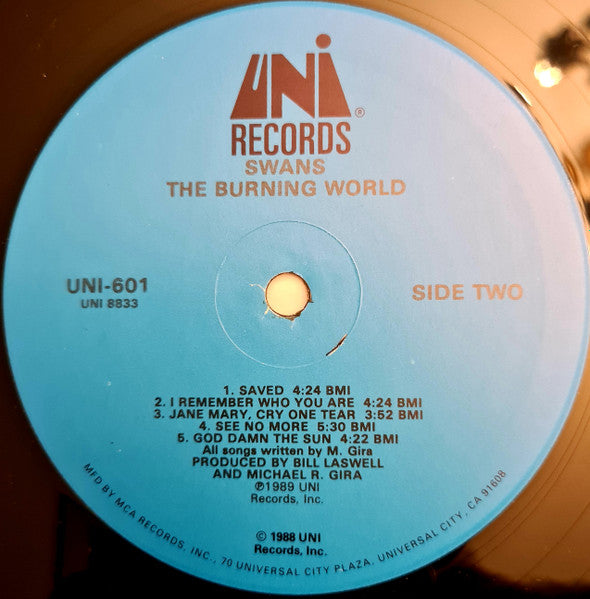 UNI ®
RECORDS
SWANS
THE BURNING WORLD
UNI-601
UNI 8833
SIDE TWO
1. SAVED 4:24 BMI
2. I REMEMBER WHO YOU ARE 4:24 BMI
3. JANE MARY, CRY ONE TEAR 3:52 BMI
4. SEE NO MORE 5:30 BMI
5. GOD DAMN THE SUN 4:22 BMI
All songs written by M. Gira
PRODUCED BY BILL LASWELL
AND MICHAEL R. GIRA
℗1989 UNI
Records, Inc.
© 1988 UNI
Records, Inc.
MFD BY MCA RECORDS, INC., 70 UNIVERSAL CITY PLAZA, UNIVERSAL CITY, CA 91608